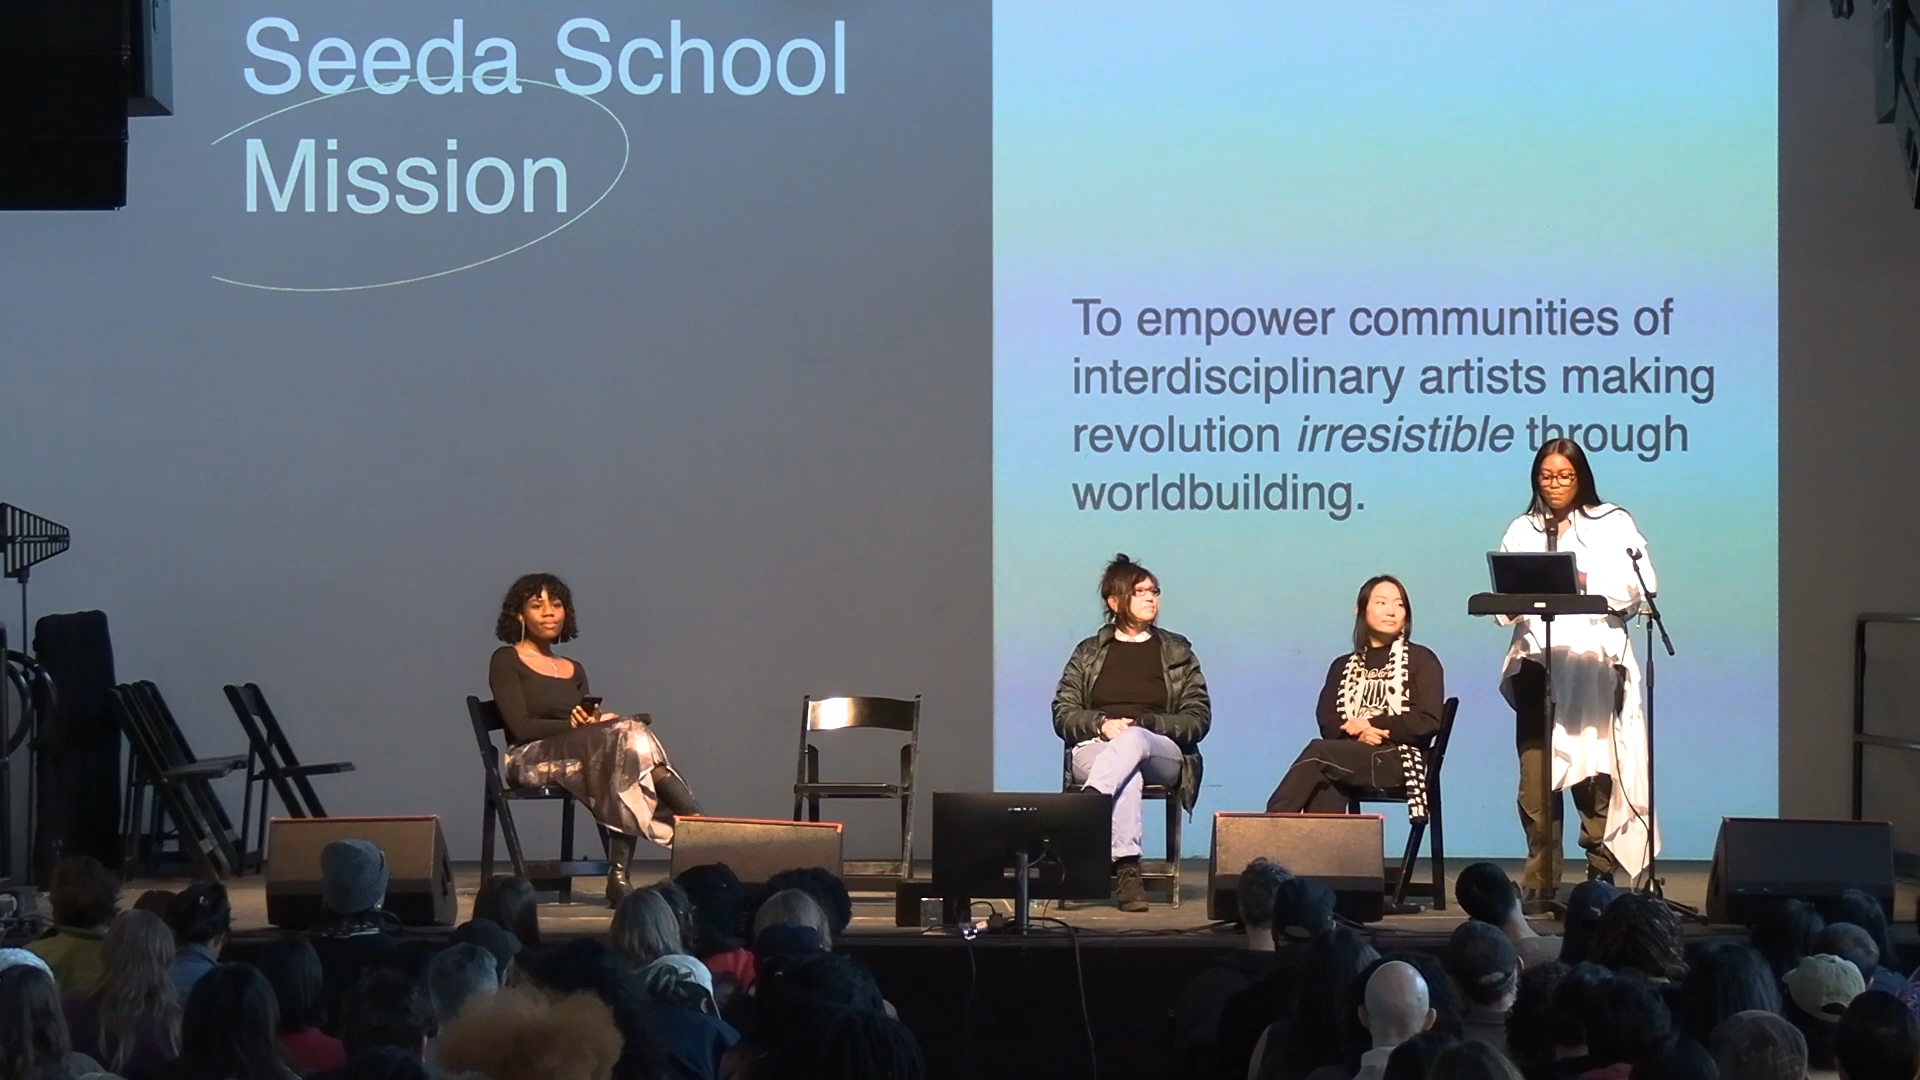 Seeda School
Mission
To empower communities of
interdisciplinary artists making
revolution irresistible through
worldbuilding.